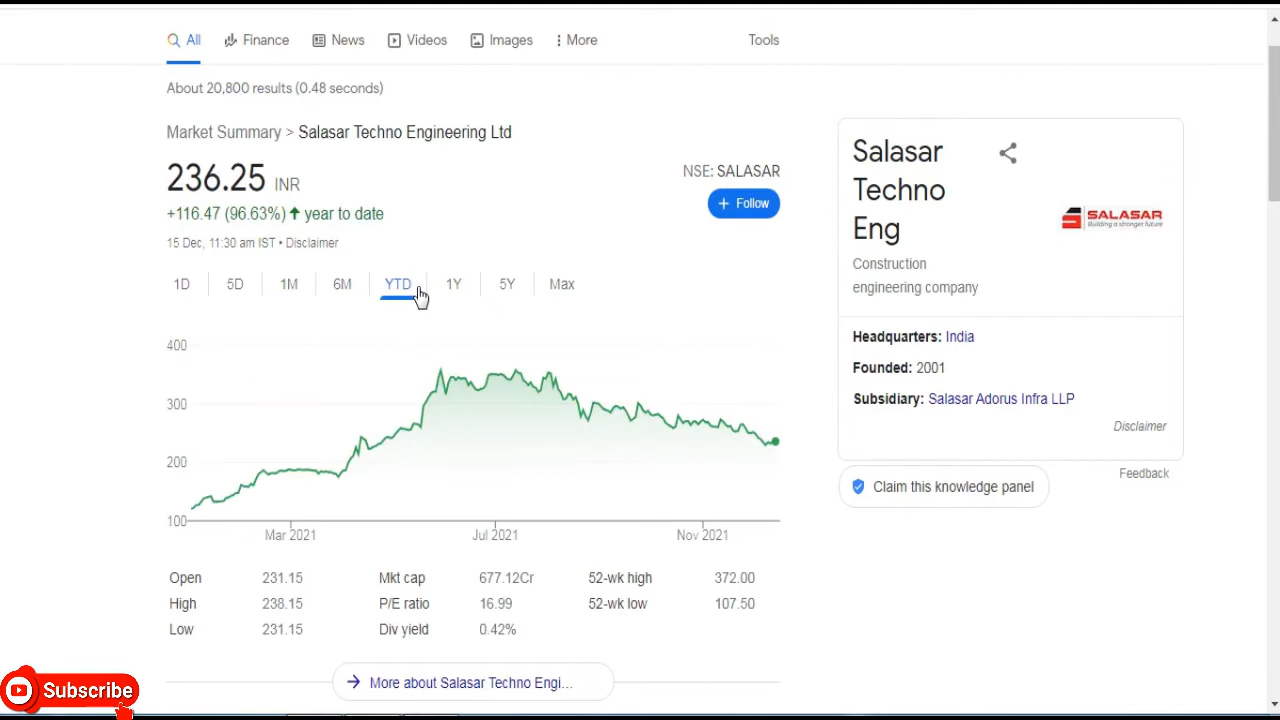 All
Finance
News
Videos
Images
More
Tools
About 20,800 results (0.48 seconds)
Market Summary > Salasar Techno Engineering Ltd
236.25 INR
+116.47 (96.63%) year to date
15 Dec, 11:30 am IST • Disclaimer
NSE: SALASAR
+ Follow
1D 5D 1M 6M YTD 1Y 5Y Max
400
300
200
100
Mar 2021 Jul 2021 Nov 2021
Open 231.15 Mkt cap 677.12Cr 52-wk high 372.00
High 238.15 P/E ratio 16.99 52-wk low 107.50
Low 231.15 Div yield 0.42%
More about Salasar Techno Engi...
Salasar
Techno
Eng
SALASAR
Building a stronger future
Construction
engineering company
Headquarters: India
Founded: 2001
Subsidiary: Salasar Adorus Infra LLP
Disclaimer
Feedback
Claim this knowledge panel
Subscribe